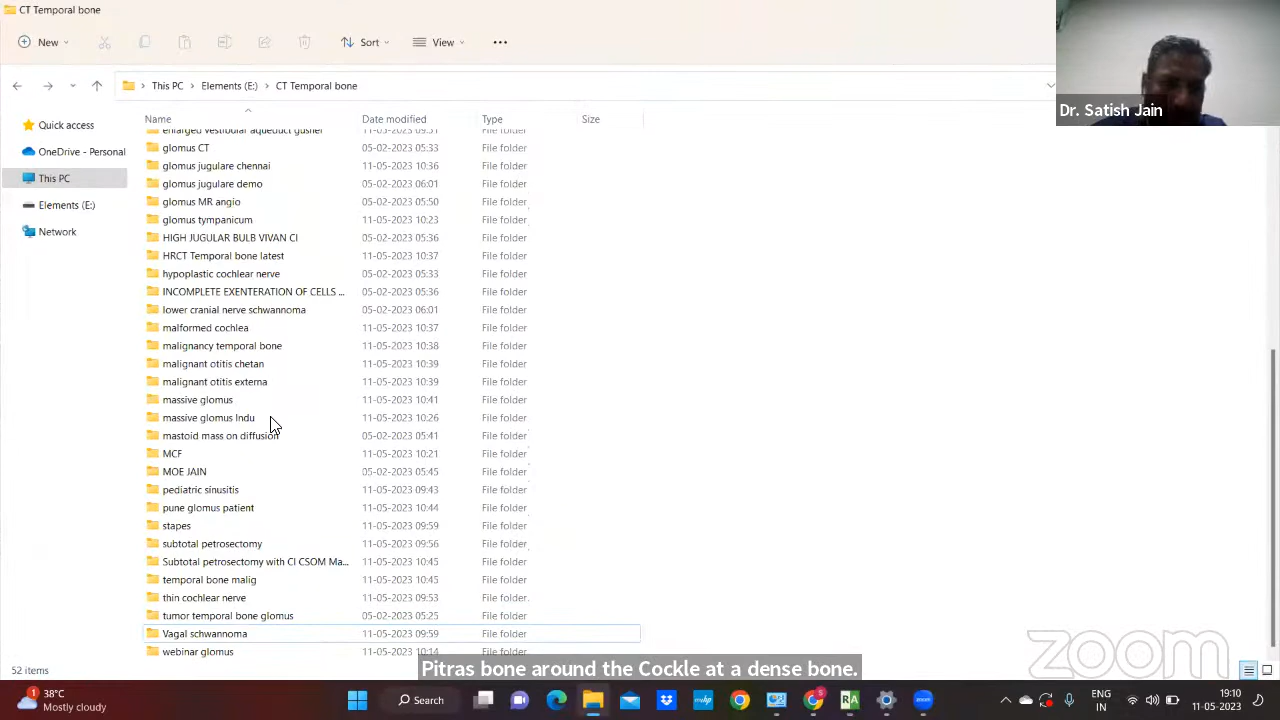 CT Temporal bone
New
Sort
View
This PC > Elements (E:) > CT Temporal bone
Dr. Satish Jain
Quick access
OneDrive - Personal
This PC
Elements (E:)
Network
Name Date modified Type Size
enlarged vestibular aqueduct gusher 11-05-2023 09:51 File folder
glomus CT 05-02-2023 05:33 File folder
glomus jugulare chennai 11-05-2023 10:36 File folder
glomus jugulare demo 05-02-2023 06:01 File folder
glomus MR angio 05-02-2023 05:50 File folder
glomus tympanicum 11-05-2023 10:23 File folder
HIGH JUGULAR BULB VIVAN CI 05-02-2023 05:36 File folder
HRCT Temporal bone latest 11-05-2023 10:37 File folder
hypoplastic cochlear nerve 05-02-2023 05:33 File folder
INCOMPLETE EXENTERATION OF CELLS ... 05-02-2023 05:36 File folder
lower cranial nerve schwannoma 05-02-2023 06:01 File folder
malformed cochlea 11-05-2023 10:37 File folder
malignancy temporal bone 11-05-2023 10:38 File folder
malignant otitis chetan 11-05-2023 10:39 File folder
malignant otitis externa 11-05-2023 10:39 File folder
massive glomus 11-05-2023 10:41 File folder
massive glomus Indu 11-05-2023 10:26 File folder
mastoid mass on diffusion 05-02-2023 05:41 File folder
MCF 11-05-2023 10:21 File folder
MOE JAIN 05-02-2023 05:45 File folder
pediatric sinusitis 11-05-2023 09:43 File folder
pune glomus patient 11-05-2023 10:44 File folder
stapes 11-05-2023 09:59 File folder
subtotal petrosectomy 11-05-2023 09:56 File folder
Subtotal petrosectomy with CI CSOM Ma... 11-05-2023 10:45 File folder
temporal bone malig 11-05-2023 10:45 File folder
thin cochlear nerve 11-05-2023 09:53 File folder
tumor temporal bone glomus 05-02-2023 05:25 File folder
Vagal schwannoma 11-05-2023 09:59 File folder
webinar glomus 11-05-2023 10:14 File folder
52 items
Pitras bone around the Cockle at a dense bone.
zoom
38°C
Mostly cloudy
Search
ENG
IN
19:10
11-05-2023